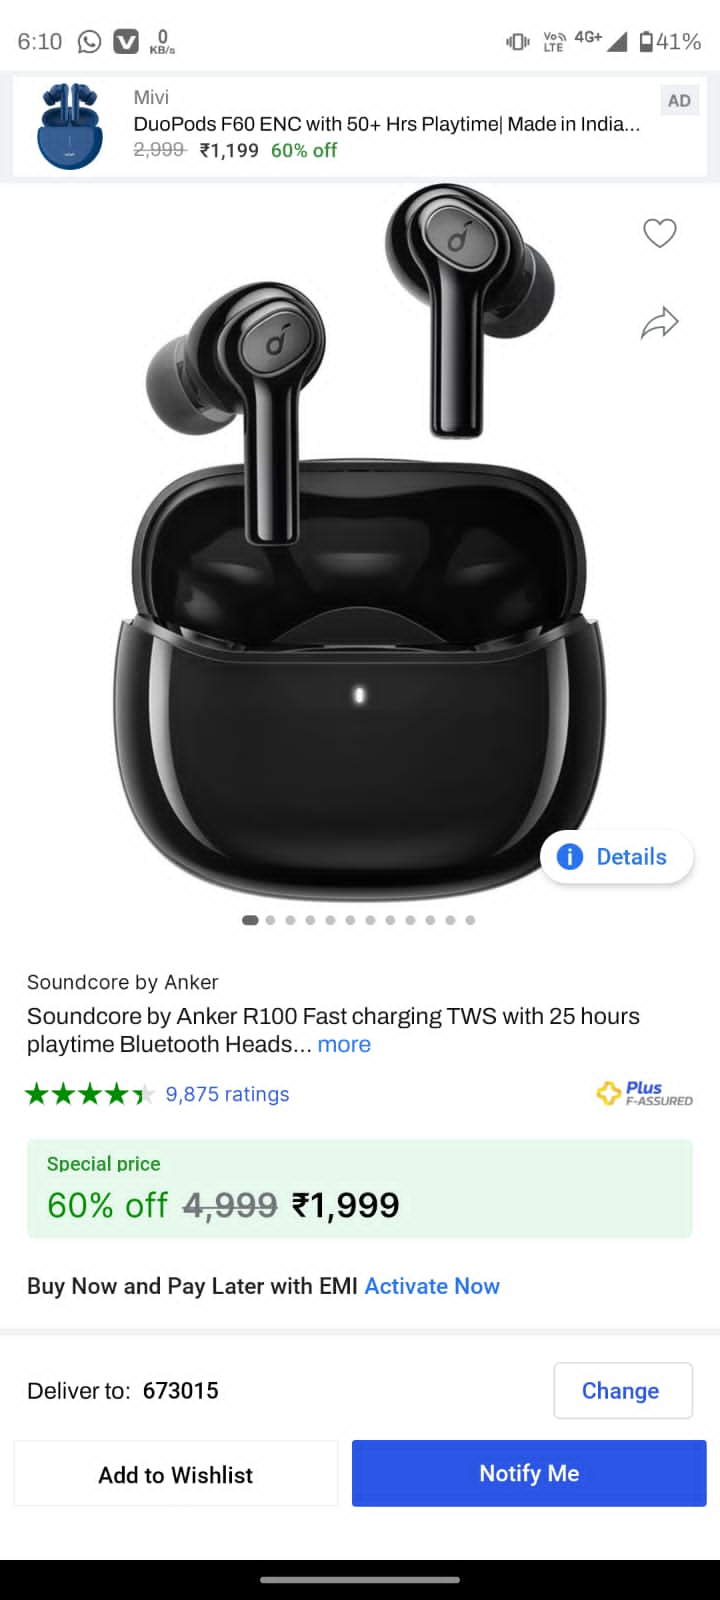 6:10 V 0 KB/s Vo)) LTE 4G+ 41%
Mivi
AD
DuoPods F60 ENC with 50+ Hrs Playtime| Made in India...
2,999 ₹1,199 60% off
Details
Soundcore by Anker
Soundcore by Anker R100 Fast charging TWS with 25 hours
playtime Bluetooth Heads... more
9,875 ratings
Plus
F-ASSURED
Special price
60% off 4,999 ₹1,999
Buy Now and Pay Later with EMI Activate Now
Deliver to: 673015
Change
Add to Wishlist
Notify Me